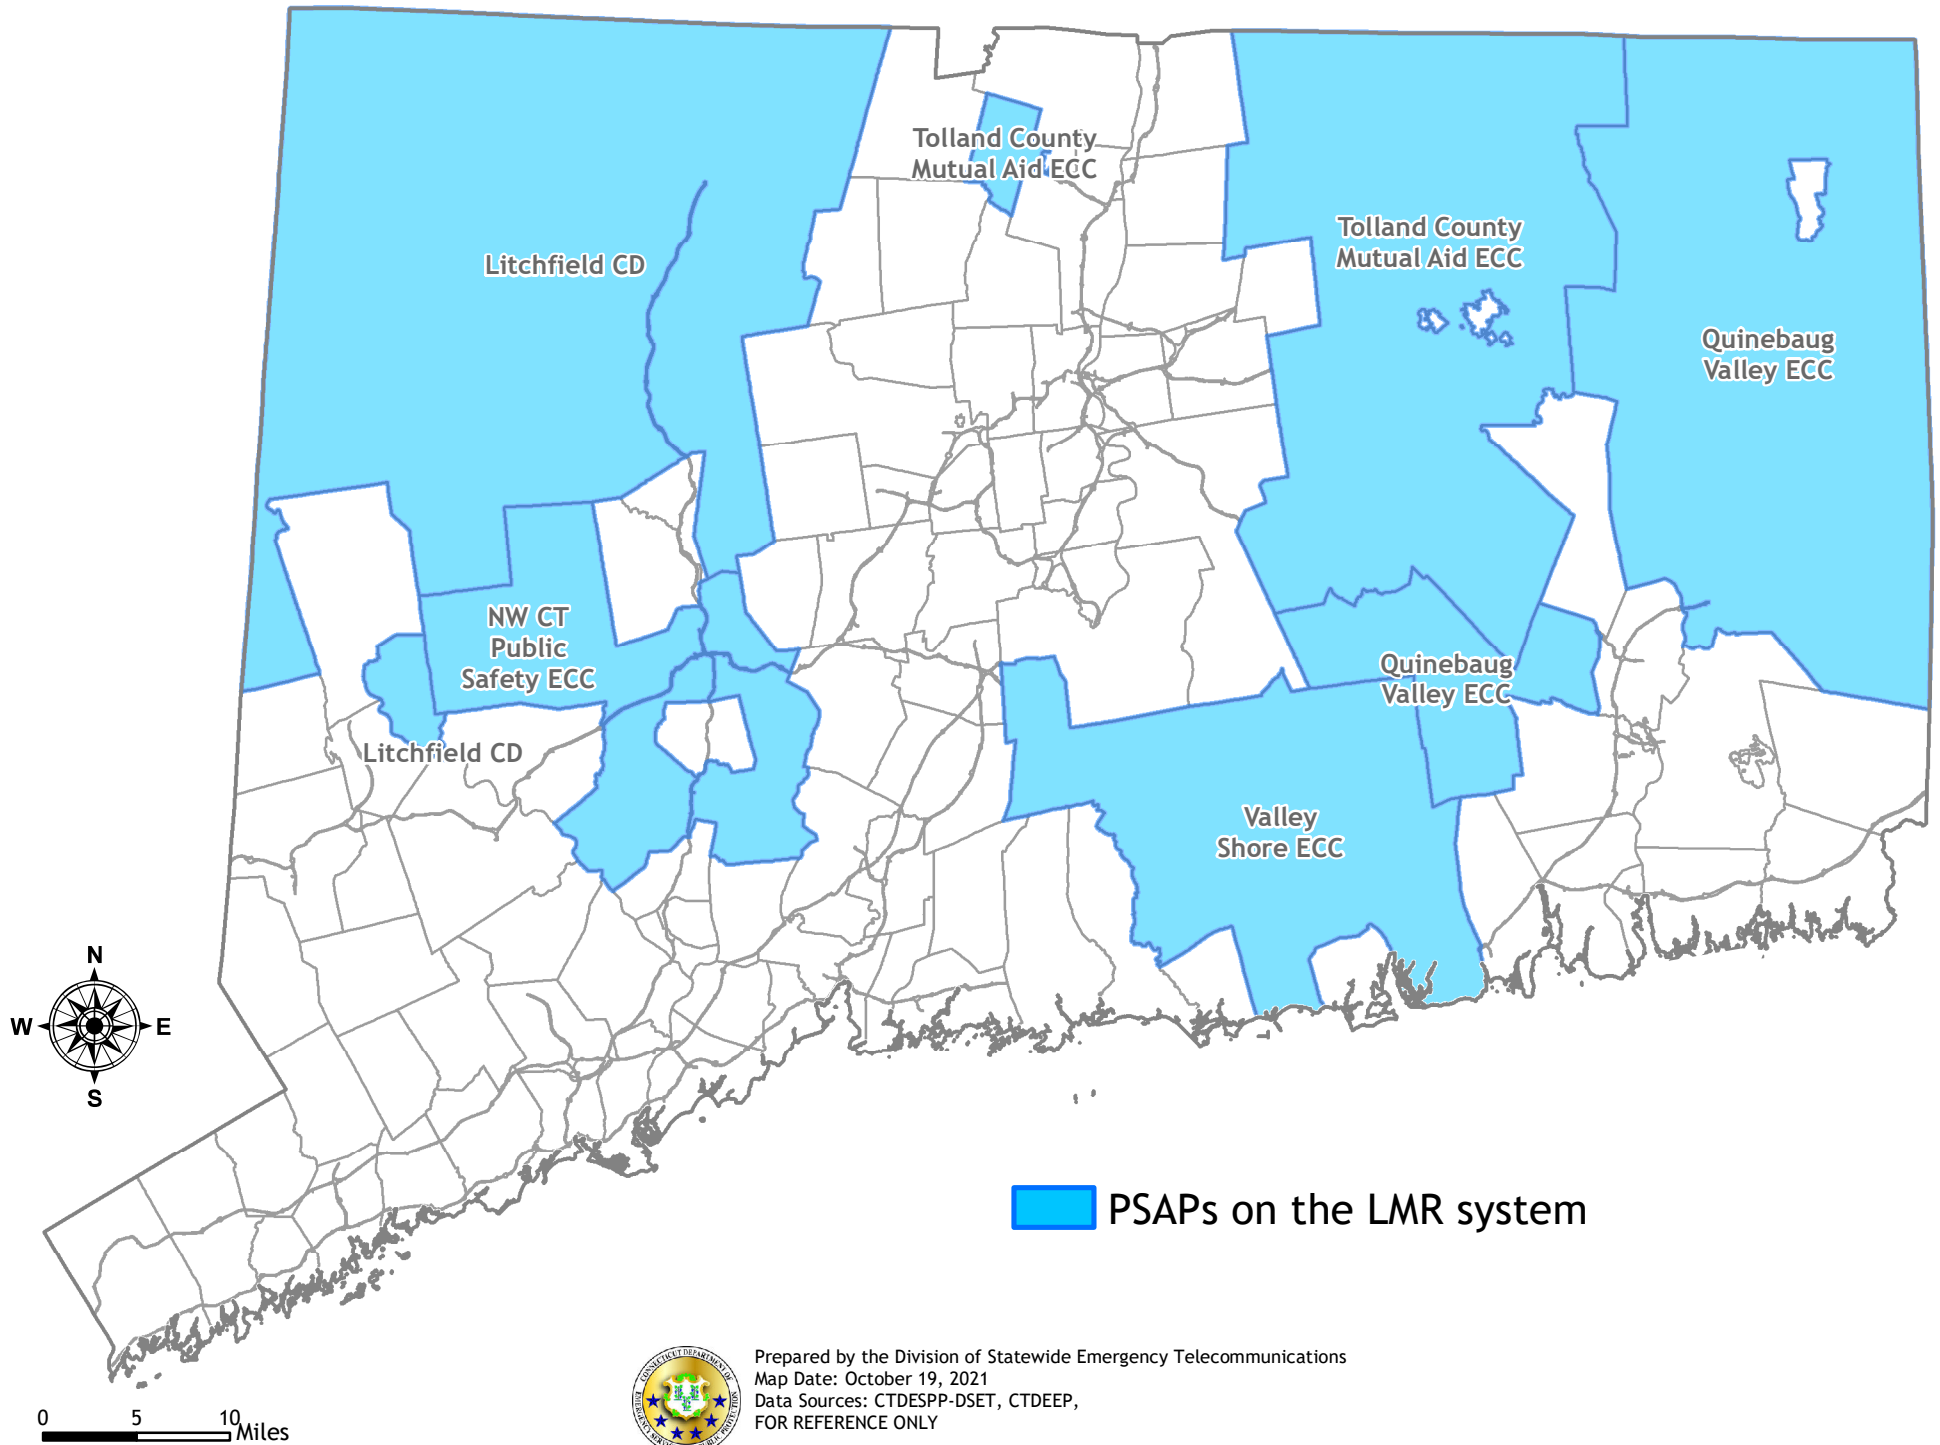 Tolland County
Mutual Aid ECC
Litchfield CD
Tolland County
Mutual Aid ECC
Quinebaug
Valley ECC
NW CT
Public
Safety ECC
Quinebaug
Valley ECC
Litchfield CD
Valley
Shore ECC
N
W E
S
PSAPs on the LMR system
Prepared by the Division of Statewide Emergency Telecommunications
Map Date: October 19, 2021
Data Sources: CTDESPP-DSET, CTDEEP,
FOR REFERENCE ONLY
CONNECTICUT DEPARTMENT OF
0 5 10 Miles